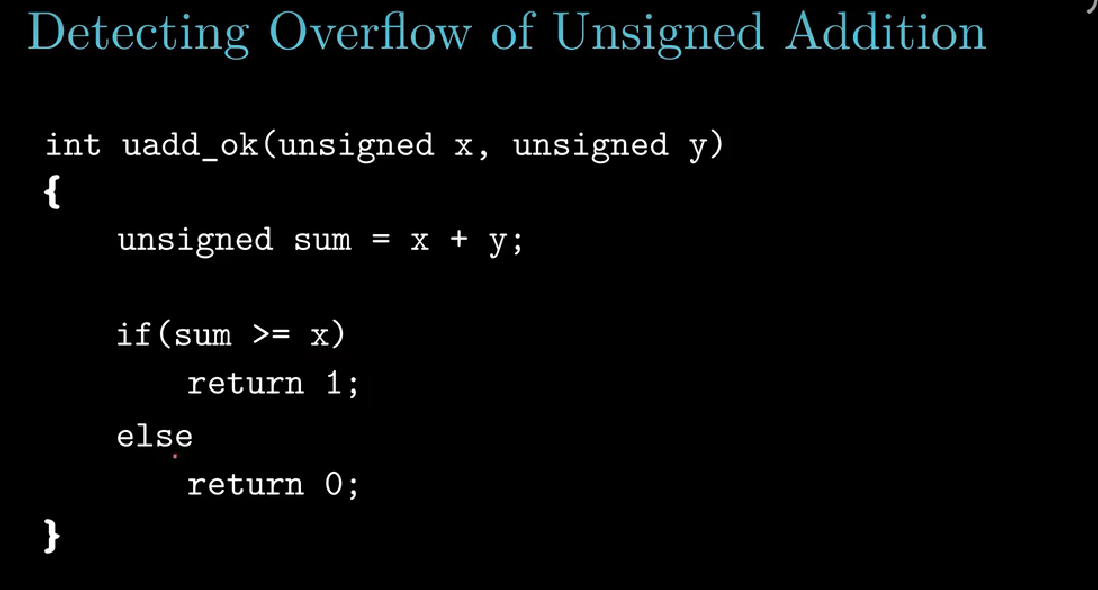 Detecting Overflow of Unsigned Addition
int uadd_ok(unsigned x, unsigned y)
{
unsigned sum = x + y;
if(sum >= x)
return 1;
else
return 0;
}